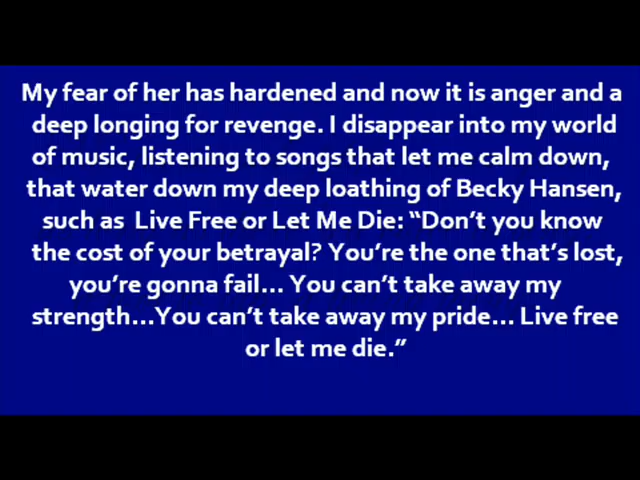 My fear of her has hardened and now it is anger and a
deep longing for revenge. I disappear into my world
of music, listening to songs that let me calm down,
that water down my deep loathing of Becky Hansen,
such as  Live Free or Let Me Die: “Don’t you know
the cost of your betrayal? You’re the one that’s lost,
you’re gonna fail... You can’t take away my
strength...You can’t take away my pride... Live free
or let me die.”